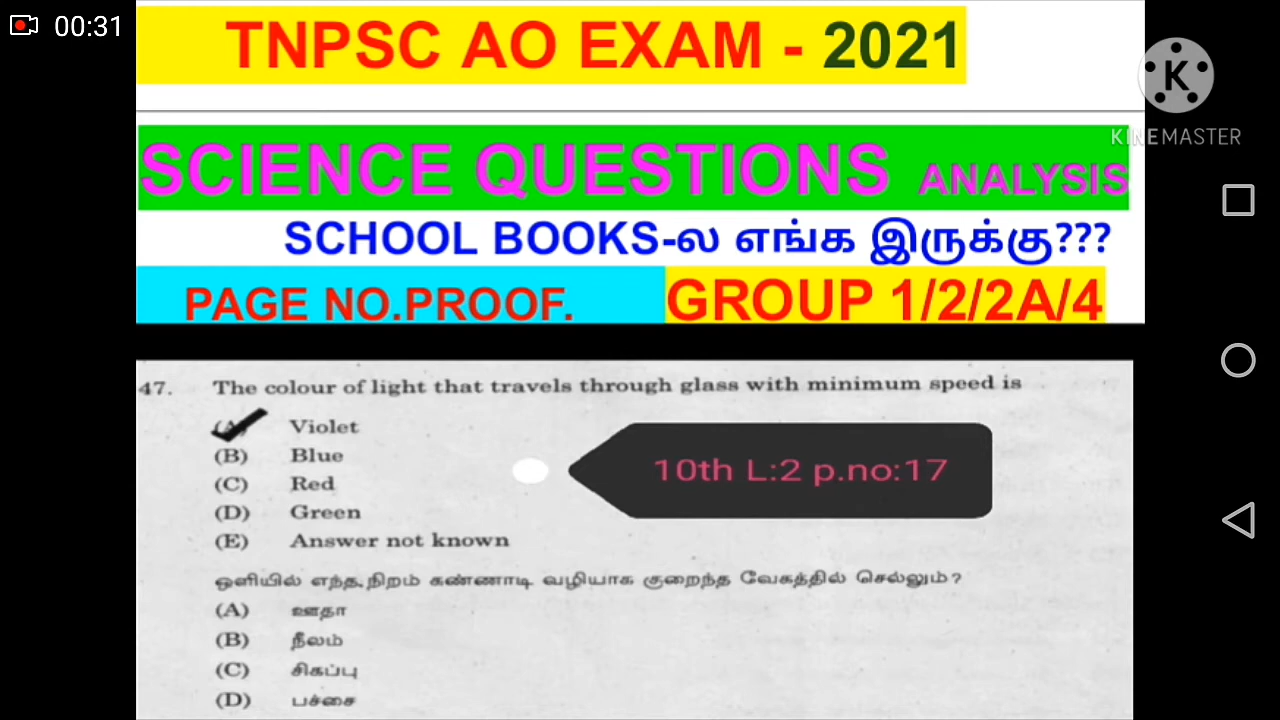 00:31
TNPSC AO EXAM - 2021
K
KINEMASTER
SCIENCE QUESTIONS ANALYSIS
SCHOOL BOOKS-ல எங்க இருக்கு???
PAGE NO.PROOF. GROUP 1/2/2A/4
47. The colour of light that travels through glass with minimum speed is
(A) Violet
(B) Blue
(C) Red
(D) Green
(E) Answer not known
10th L:2 p.no:17
ஒளியில் எந்த நிறம் கண்ணாடி வழியாக குறைந்த வேகத்தில் செல்லும்?
(A) ஊதா
(B) நீலம்
(C) சிகப்பு
(D) பச்சை